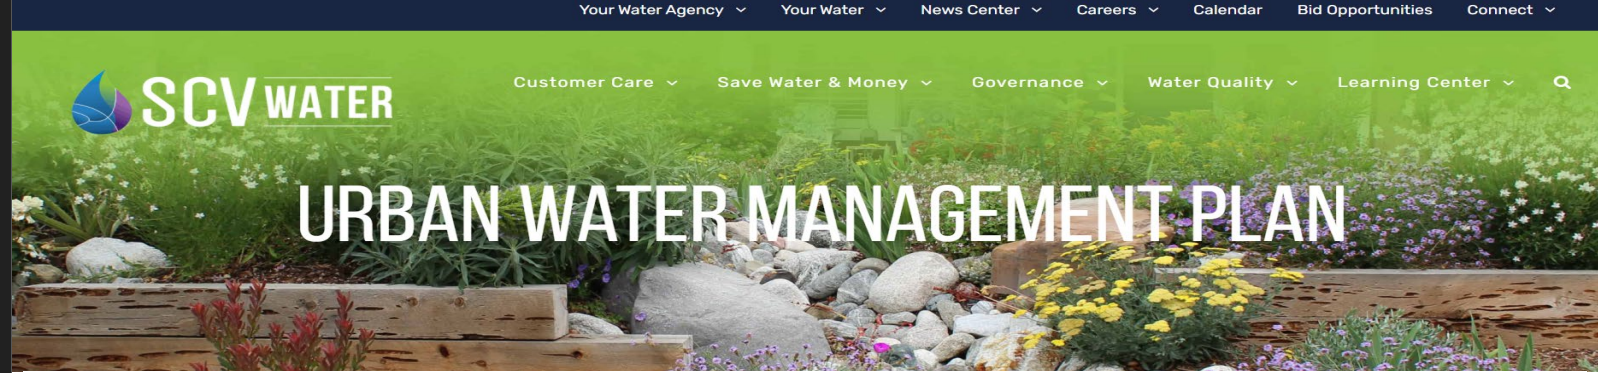 Your Water Agency Your Water News Center Careers Calendar Bid Opportunities Connect
SCV WATER
Customer Care Save Water & Money Governance Water Quality Learning Center
URBAN WATER MANAGEMENT PLAN